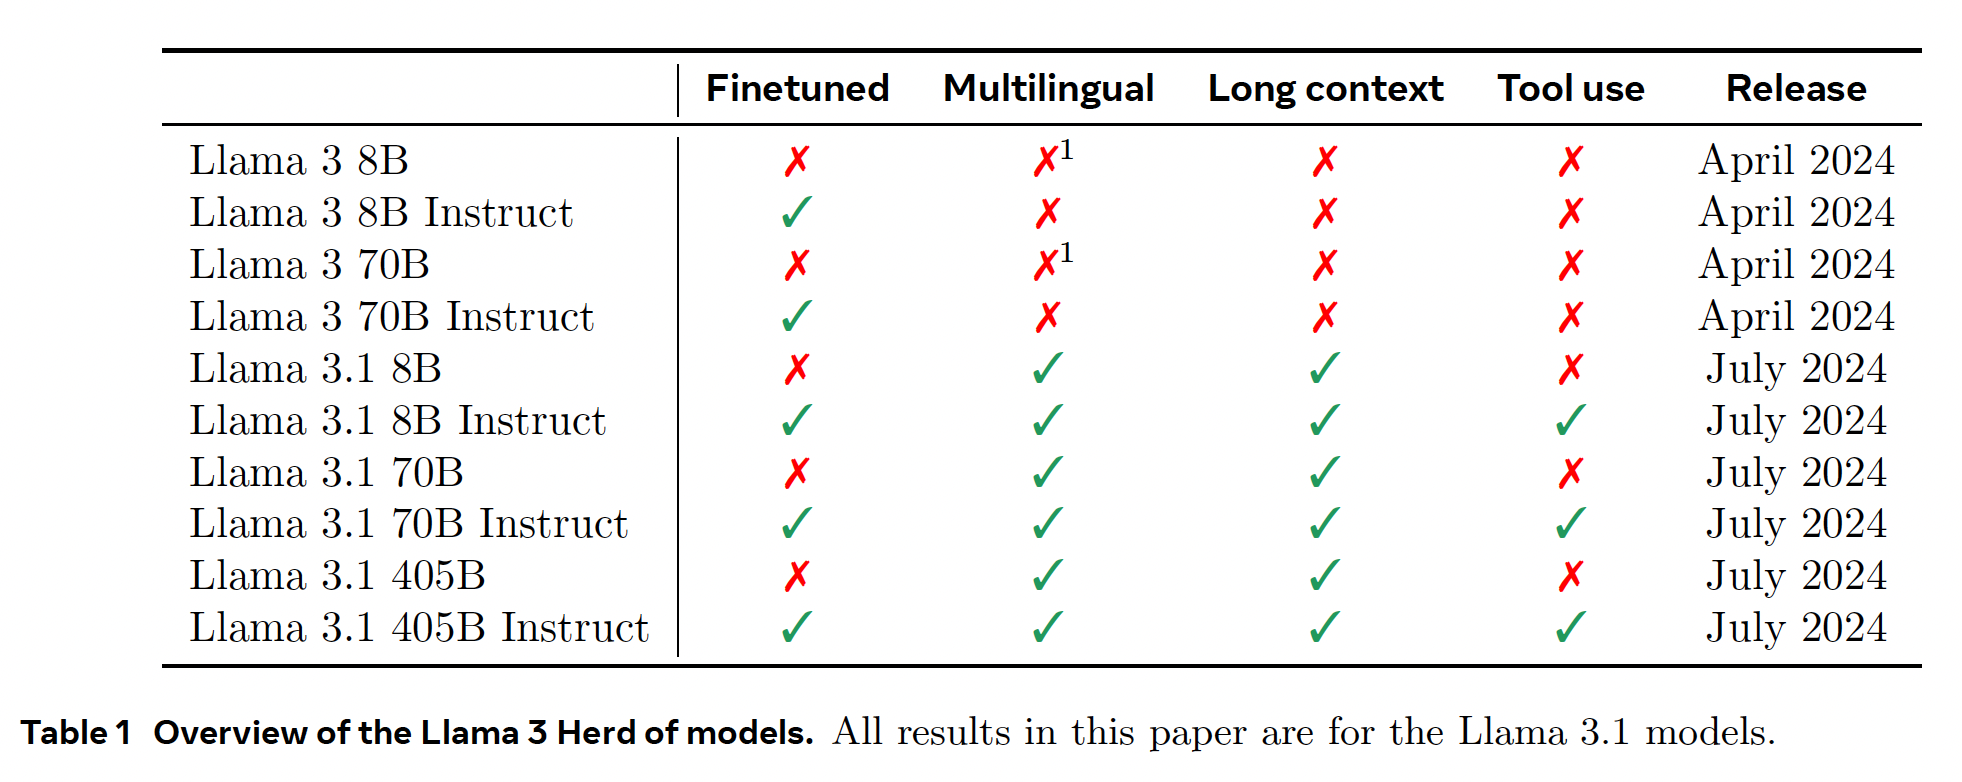 Finetuned Multilingual Long context Tool use Release
Llama 3 8B ✗ ✗¹ ✗ ✗ April 2024
Llama 3 8B Instruct ✓ ✗ ✗ ✗ April 2024
Llama 3 70B ✗ ✗¹ ✗ ✗ April 2024
Llama 3 70B Instruct ✓ ✗ ✗ ✗ April 2024
Llama 3.1 8B ✗ ✓ ✓ ✗ July 2024
Llama 3.1 8B Instruct ✓ ✓ ✓ ✓ July 2024
Llama 3.1 70B ✗ ✓ ✓ ✗ July 2024
Llama 3.1 70B Instruct ✓ ✓ ✓ ✓ July 2024
Llama 3.1 405B ✗ ✓ ✓ ✗ July 2024
Llama 3.1 405B Instruct ✓ ✓ ✓ ✓ July 2024
Table 1 Overview of the Llama 3 Herd of models. All results in this paper are for the Llama 3.1 models.